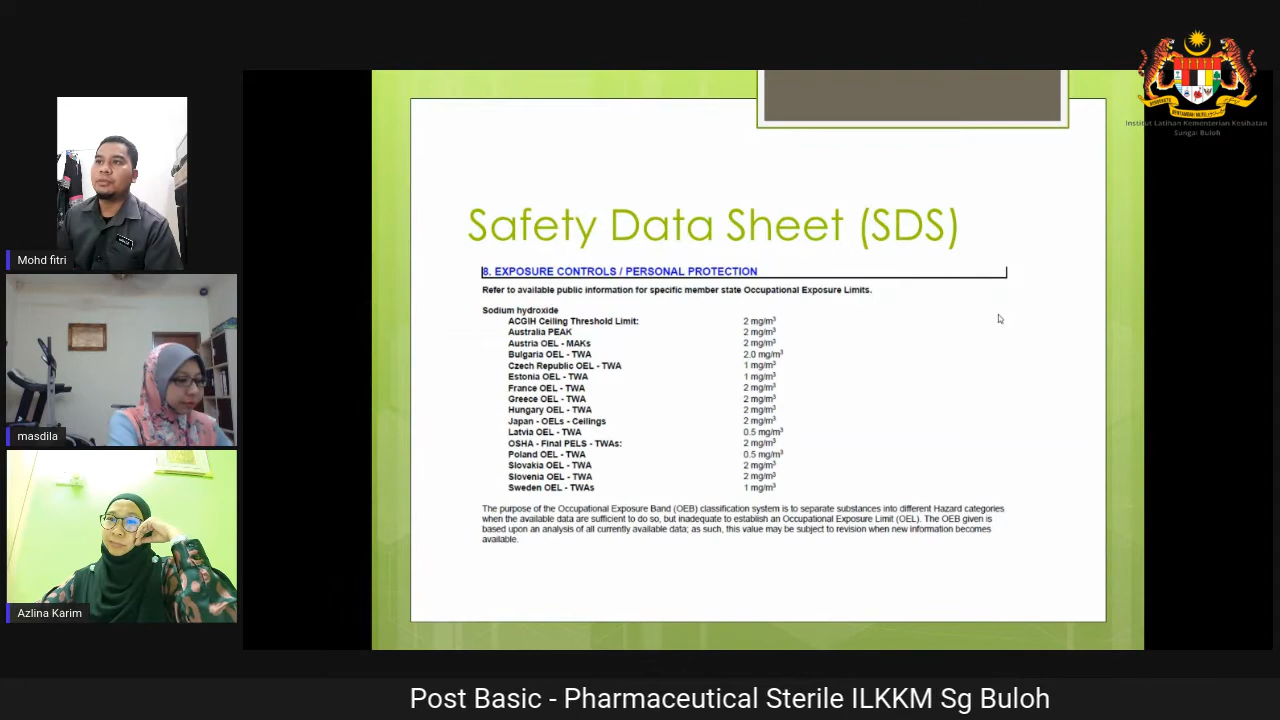 Institut Latihan Kementerian Kesihatan
Sungai Buloh
Mohd fitri
masdila
Azlina Karim
Safety Data Sheet (SDS)
8. EXPOSURE CONTROLS / PERSONAL PROTECTION
Refer to available public information for specific member state Occupational Exposure Limits.
Sodium hydroxide
ACGIH Ceiling Threshold Limit: 2 mg/m³
Australia PEAK 2 mg/m³
Austria OEL - MAKs 2 mg/m³
Bulgaria OEL - TWA 2.0 mg/m³
Czech Republic OEL - TWA 1 mg/m³
Estonia OEL - TWA 1 mg/m³
France OEL - TWA 2 mg/m³
Greece OEL - TWA 2 mg/m³
Hungary OEL - TWA 2 mg/m³
Japan - OELs - Ceilings 2 mg/m³
Latvia OEL - TWA 0.5 mg/m³
OSHA - Final PELS - TWAs: 2 mg/m³
Poland OEL - TWA 0.5 mg/m³
Slovakia OEL - TWA 2 mg/m³
Slovenia OEL - TWA 2 mg/m³
Sweden OEL - TWAs 1 mg/m³
The purpose of the Occupational Exposure Band (OEB) classification system is to separate substances into different Hazard categories
when the available data are sufficient to do so, but inadequate to establish an Occupational Exposure Limit (OEL). The OEB given is
based upon an analysis of all currently available data; as such, this value may be subject to revision when new information becomes
available.
Post Basic - Pharmaceutical Sterile ILKKM Sg Buloh